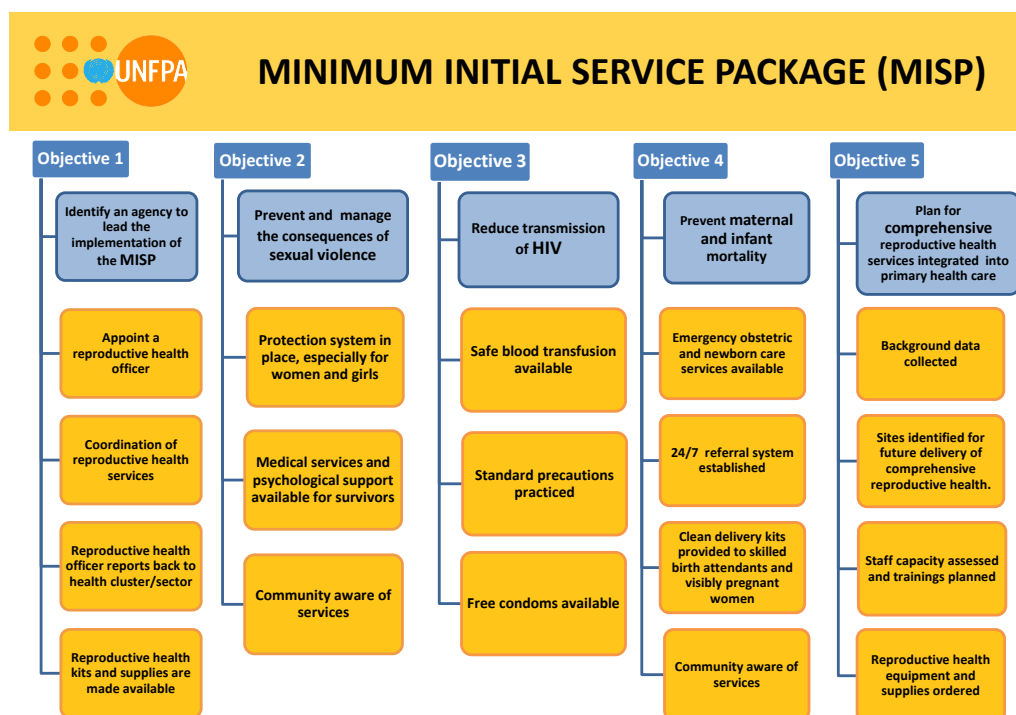 UNFPA
MINIMUM INITIAL SERVICE PACKAGE (MISP)
Objective 1
Identify an agency to
lead the
implementation of
the MISP
Appoint a
reproductive health
officer
Coordination of
reproductive health
services
Reproductive health
officer reports back to
health cluster/sector
Reproductive health
kits and supplies are
made available
Objective 2
Prevent and manage
the consequences of
sexual violence
Protection system in
place, especially for
women and girls
Medical services and
psychological support
available for survivors
Community aware of
services
Objective 3
Reduce transmission
of HIV
Safe blood transfusion
available
Standard precautions
practiced
Free condoms available
Objective 4
Prevent maternal
and infant
mortality
Emergency obstetric
and newborn care
services available
24/7 referral system
established
Clean delivery kits
provided to skilled
birth attendants and
visibly pregnant
women
Community aware of
services
Objective 5
Plan for
comprehensive
reproductive health
services integrated into
primary health care
Background data
collected
Sites identified for
future delivery of
comprehensive
reproductive health.
Staff capacity assessed
and trainings planned
Reproductive health
equipment and
supplies ordered